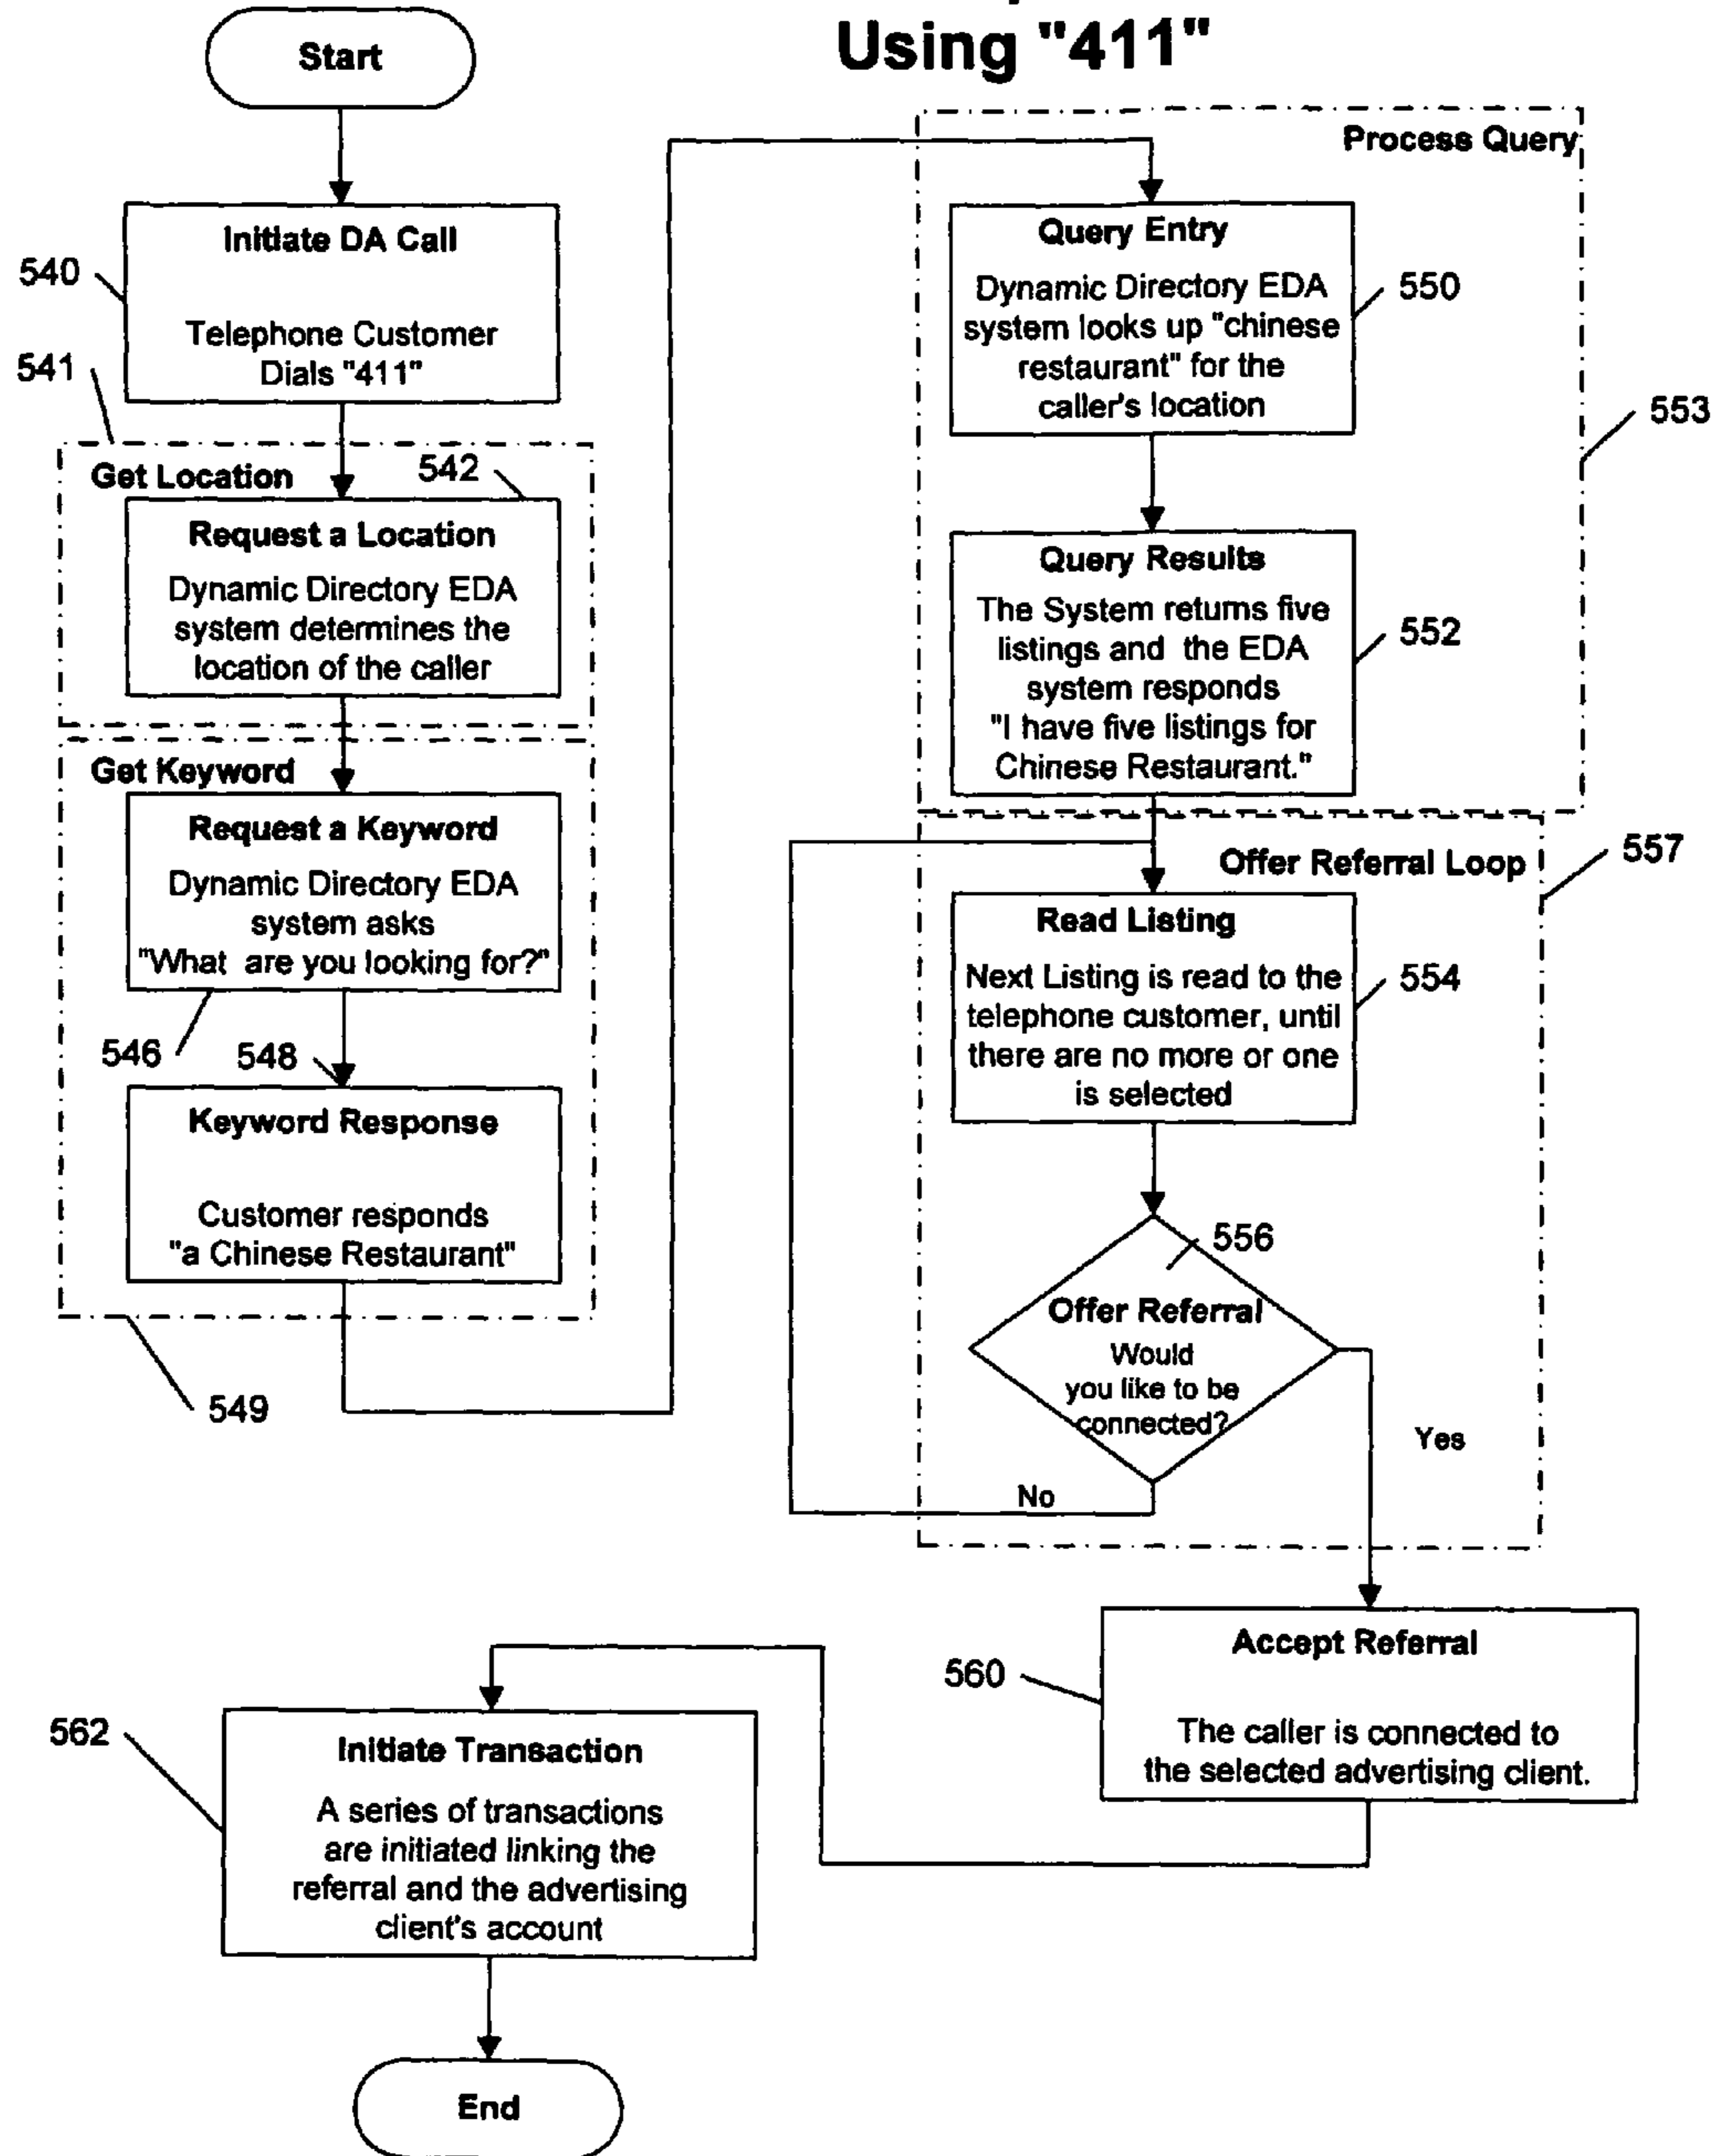 Using "411"
Start
Initiate DA Call
Telephone Customer
Dials "411"
540
541
Get Location
542
Request a Location
Dynamic Directory EDA
system determines the
location of the caller
Get Keyword
Request a Keyword
Dynamic Directory EDA
system asks
"What are you looking for?"
546
548
Keyword Response
Customer responds
"a Chinese Restaurant"
549
Process Query
Query Entry
Dynamic Directory EDA
system looks up "chinese
restaurant" for the
caller's location
550
553
Query Results
The System returns five
listings and the EDA
system responds
"I have five listings for
Chinese Restaurant."
552
Offer Referral Loop
557
Read Listing
Next Listing is read to the
telephone customer, until
there are no more or one
is selected
554
556
Offer Referral
Would
you like to be
connected?
Yes
No
Accept Referral
The caller is connected to
the selected advertising client.
560
562
Initiate Transaction
A series of transactions
are initiated linking the
referral and the advertising
client's account
End